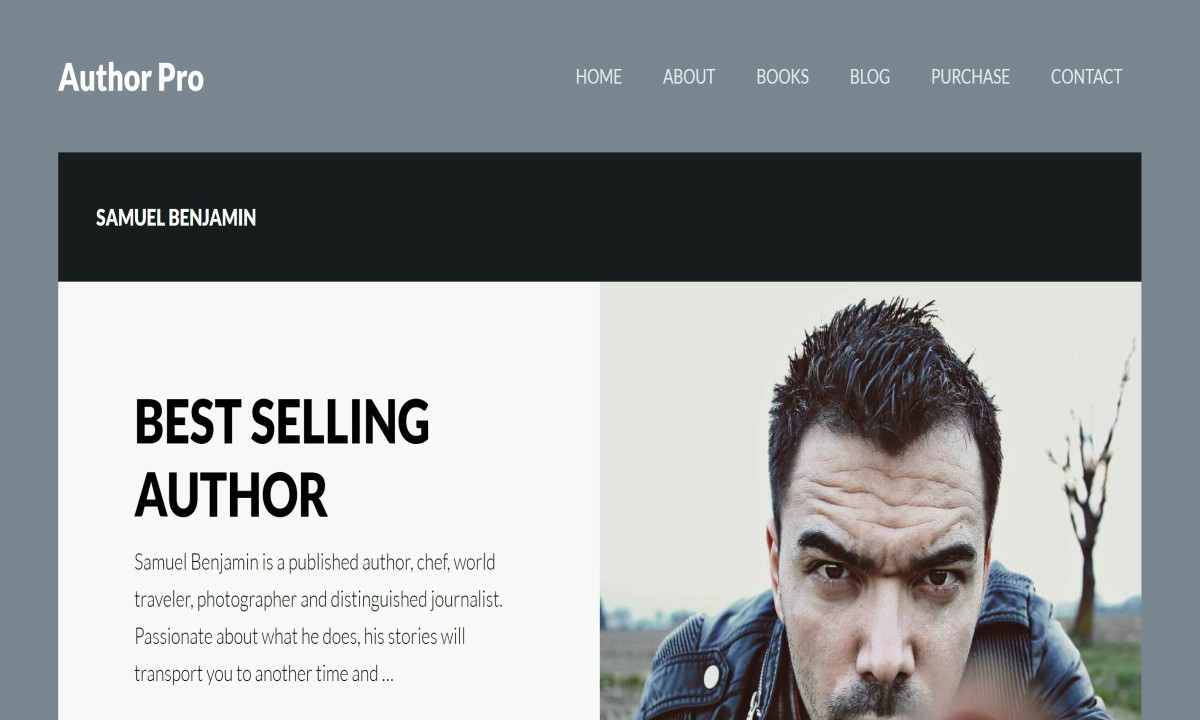 Author Pro
HOME ABOUT BOOKS BLOG PURCHASE CONTACT
SAMUEL BENJAMIN
BEST SELLING
AUTHOR
Samuel Benjamin is a published author, chef, world
traveler, photographer and distinguished journalist.
Passionate about what he does, his stories will
transport you to another time and ...